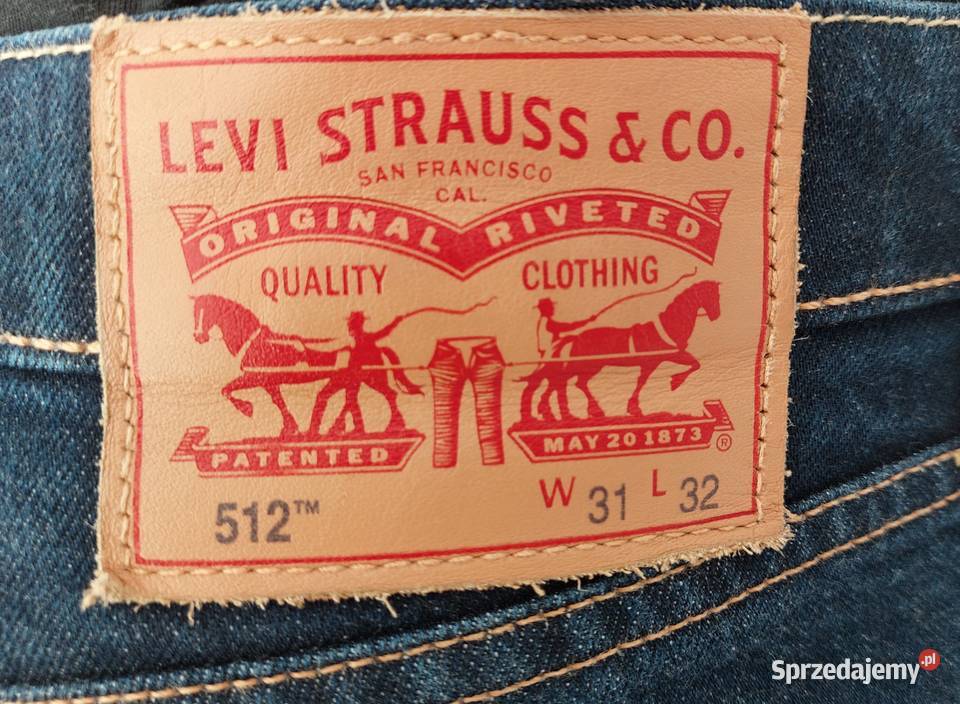 LEVI STRAUSS & CO.
SAN FRANCISCO
CAL.
ORIGINAL RIVETED
QUALITY CLOTHING
PATENTED MAY 20 1873 ®
512™ W 31 L 32
Sprzedajemy.pl